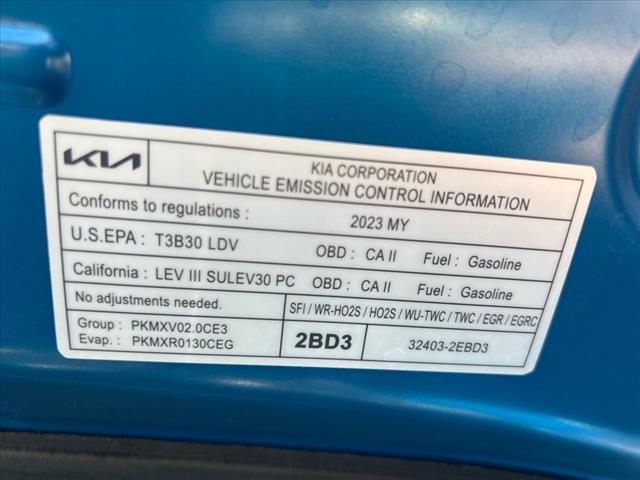 KIA
KIA CORPORATION
VEHICLE EMISSION CONTROL INFORMATION
Conforms to regulations : 2023 MY
U.S.EPA : T3B30 LDV OBD : CA II Fuel : Gasoline
California : LEV III SULEV30 PC OBD : CA II Fuel : Gasoline
No adjustments needed. SFI / WR-HO2S / HO2S / WU-TWC / TWC / EGR / EGRC
Group : PKMXV02.0CE3
Evap. : PKMXR0130CEG
2BD3 32403-2EBD3